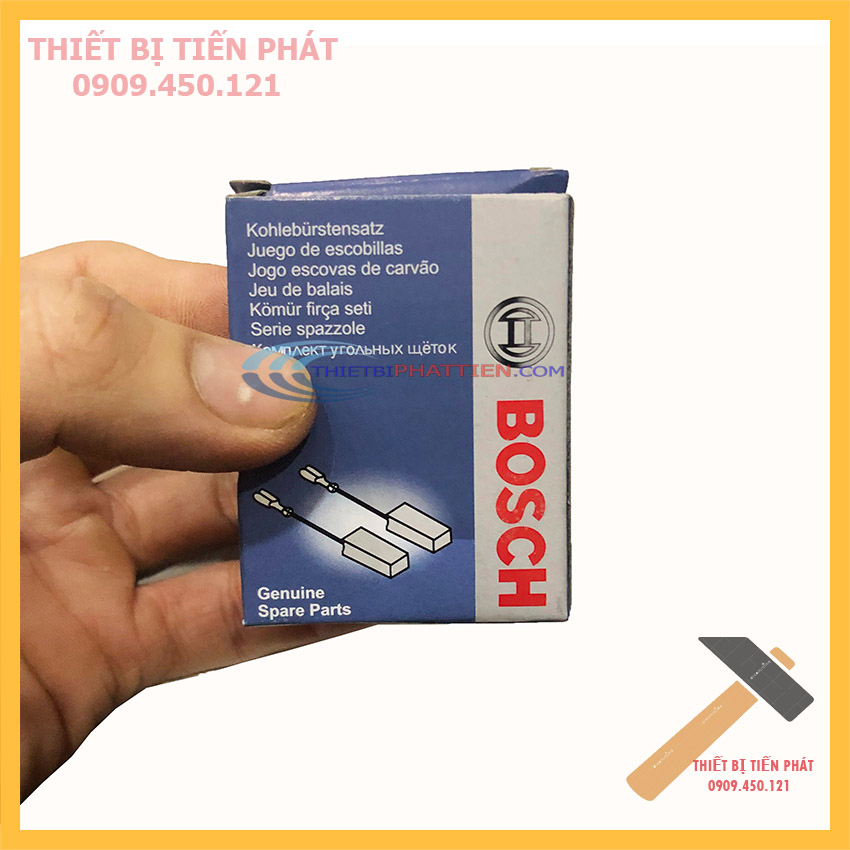 THIẾT BỊ TIẾN PHÁT
0909.450.121
Kohlebürstensatz
Juego de escobillas
Jogo escovas de carvão
Jeu de balais
Kömür fırça seti
Serie spazzole
Комплект угольных щёток
THIETBIPHATTIEN.COM
BOSCH
Genuine
Spare Parts
THIẾT BỊ TIẾN PHÁT
0909.450.121